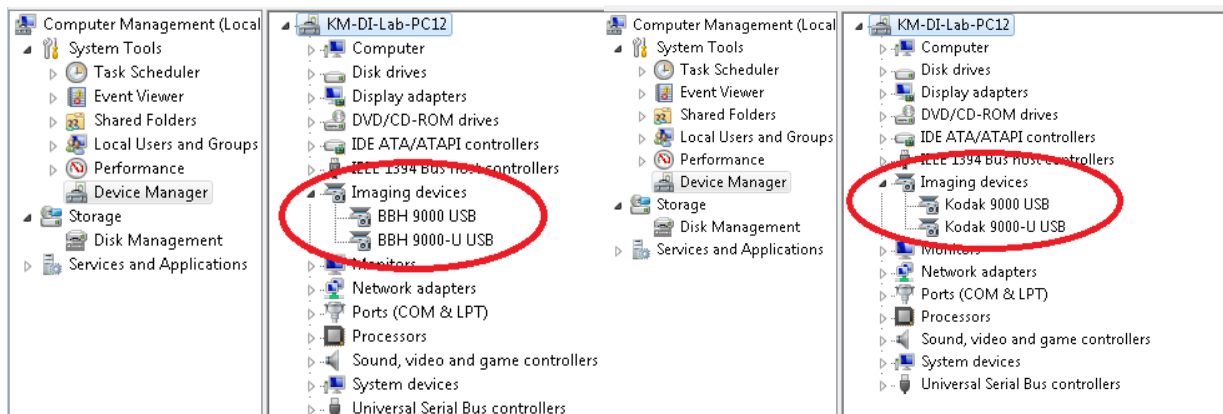 Computer Management (Local
System Tools
Task Scheduler
Event Viewer
Shared Folders
Local Users and Groups
Performance
Device Manager
Storage
Disk Management
Services and Applications
KM-DI-Lab-PC12
Computer
Disk drives
Display adapters
DVD/CD-ROM drives
IDE ATA/ATAPI controllers
IEEE 1394 Bus host controllers
Imaging devices
BBH 9000 USB
BBH 9000-U USB
Monitors
Network adapters
Ports (COM & LPT)
Processors
Sound, video and game controllers
System devices
Universal Serial Bus controllers
Computer Management (Local
System Tools
Task Scheduler
Event Viewer
Shared Folders
Local Users and Groups
Performance
Device Manager
Storage
Disk Management
Services and Applications
KM-DI-Lab-PC12
Computer
Disk drives
Display adapters
DVD/CD-ROM drives
IDE ATA/ATAPI controllers
IEEE 1394 Bus host controllers
Imaging devices
Kodak 9000 USB
Kodak 9000-U USB
Monitors
Network adapters
Ports (COM & LPT)
Processors
Sound, video and game controllers
System devices
Universal Serial Bus controllers